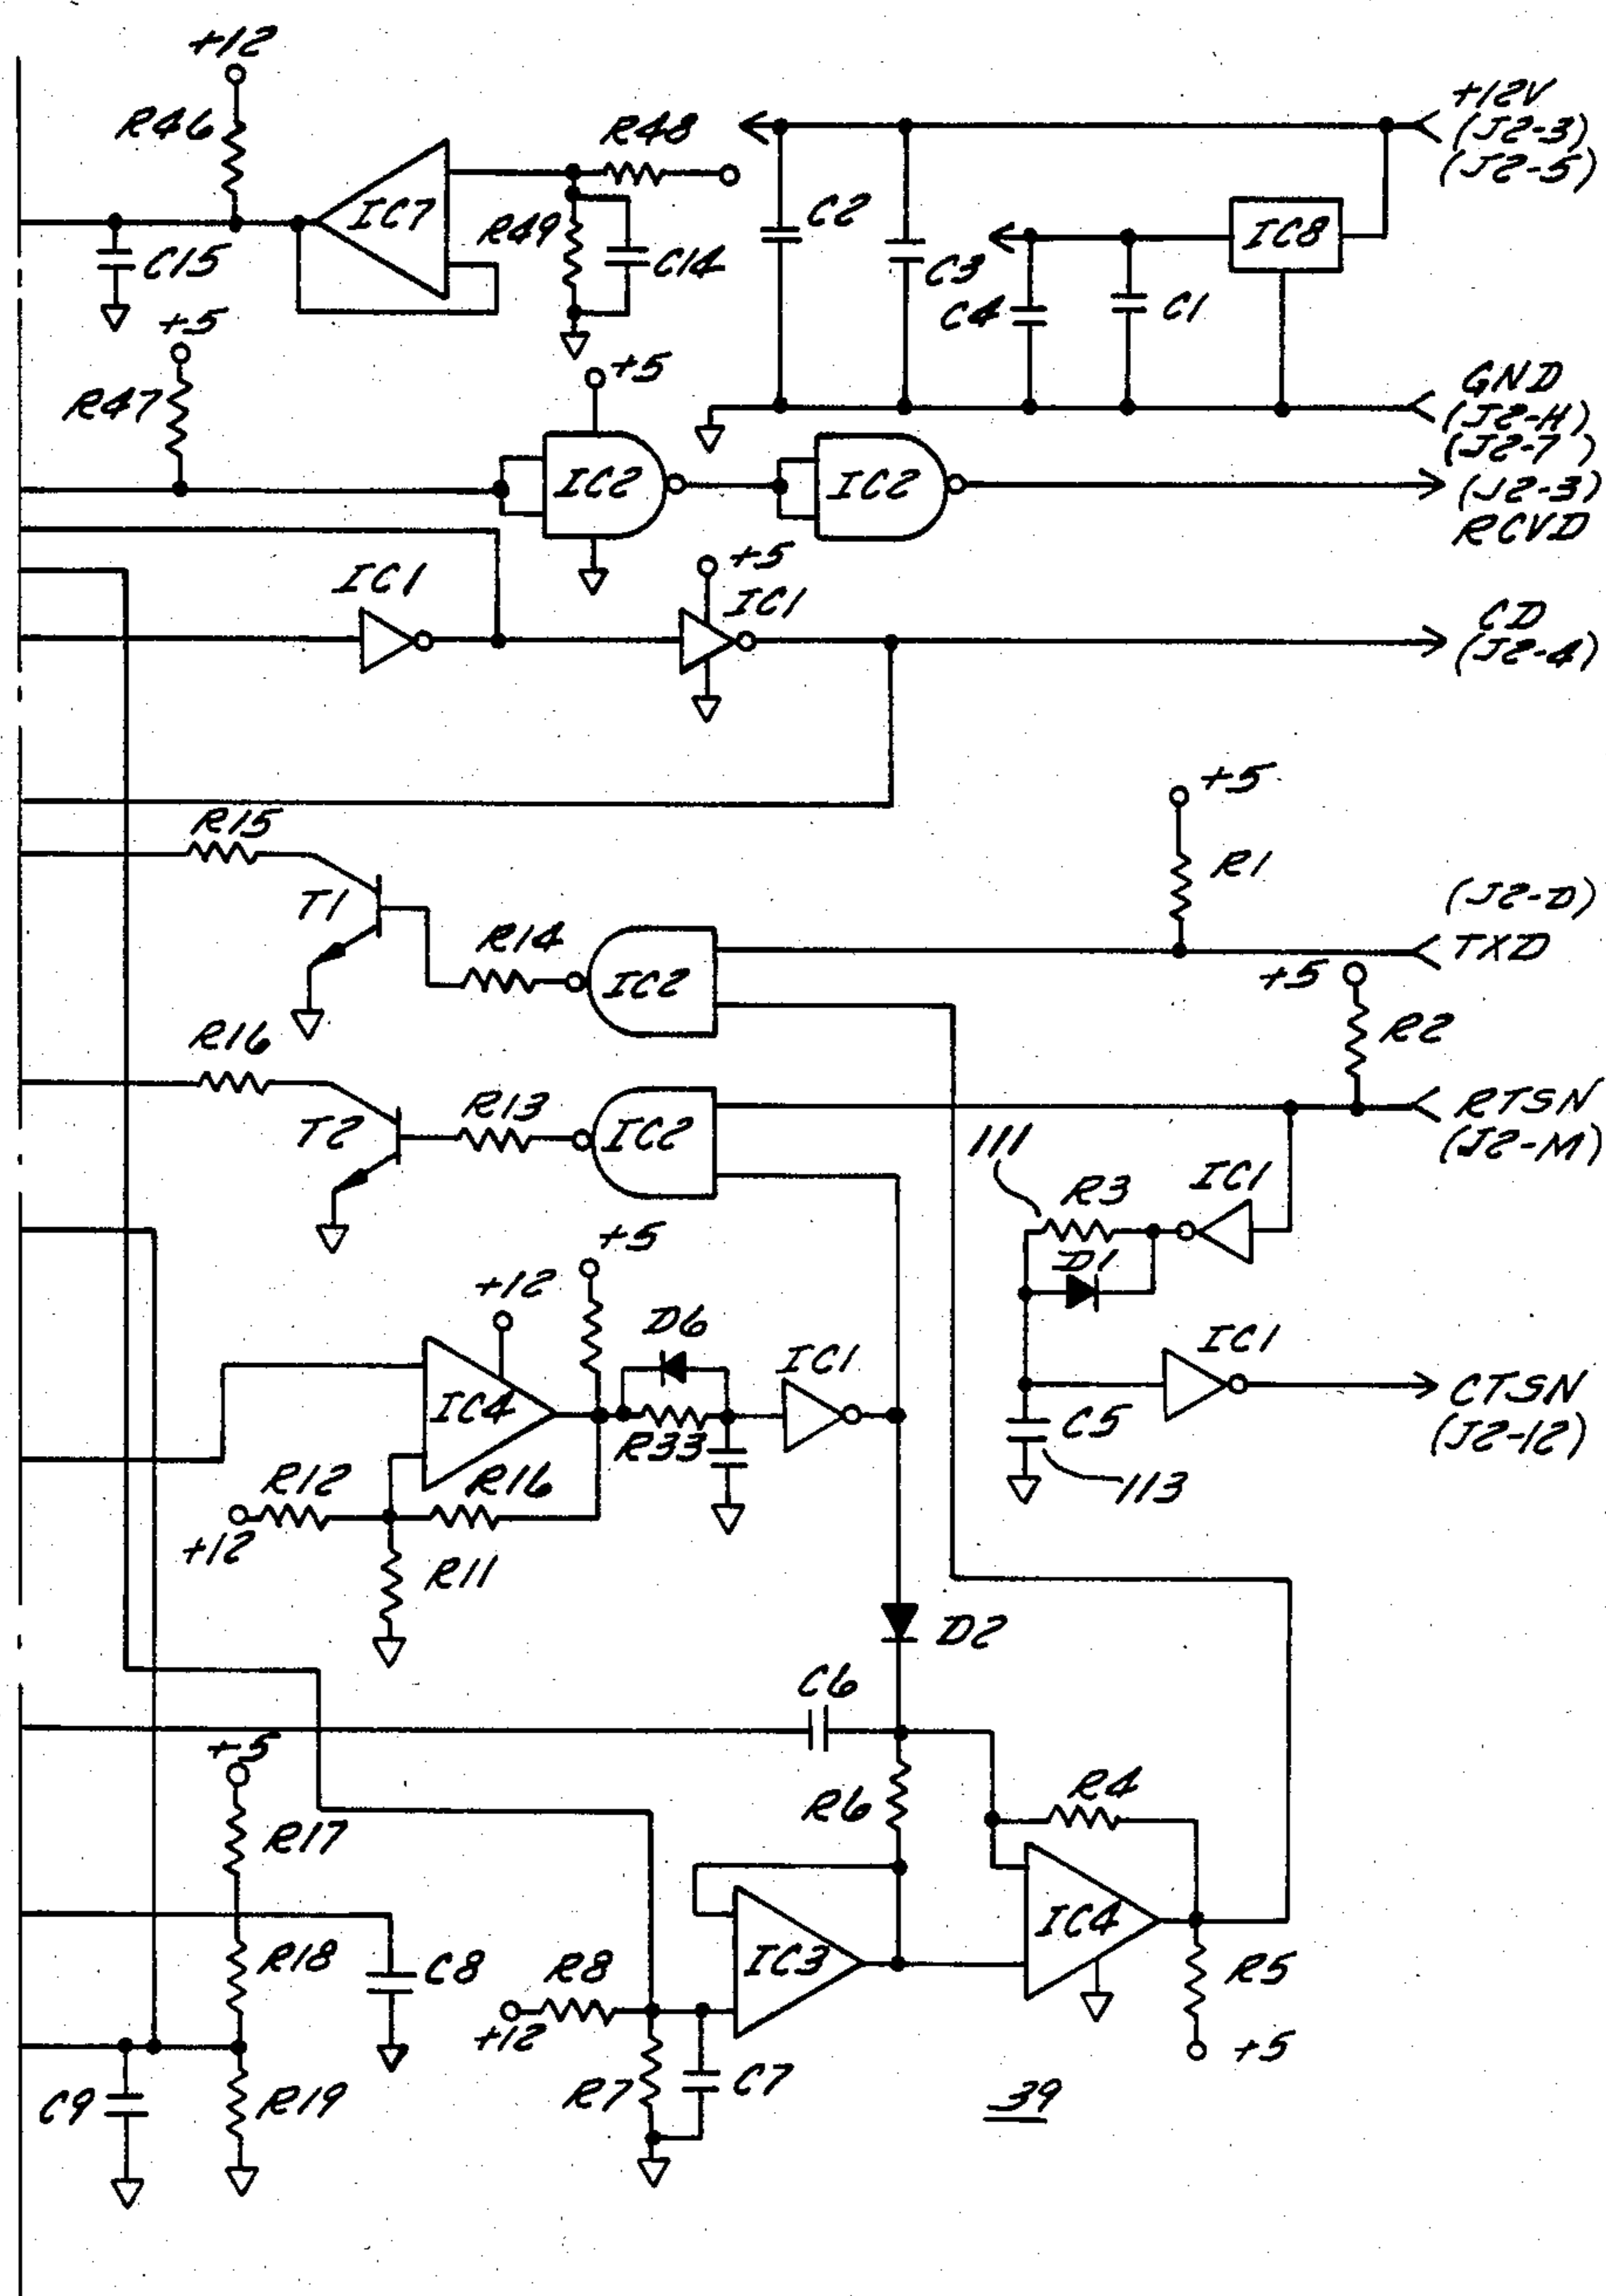 +12
R46
IC7
R48
R49
C14
C15
+12V
(J2-3)
(J2-5)
C2
C3
IC8
C4
C1
+5
R47
+5
GND
(J2-H)
(J2-7)
IC2
IC2
(J2-3)
RCVD
IC1
+5
IC1
CD
(J2-4)
R15
T1
R14
IC2
+5
R1
(J2-D)
TXD
+5
R2
R16
T2
R13
IC2
RTSN
(J2-M)
111
R3
IC1
D1
+5
+12
D6
IC4
IC1
R33
IC1
CTSN
(J2-12)
C5
113
R12
R16
+12
R11
D2
C6
+5
R17
R6
R4
R18
C8
R8
+12
IC3
IC4
R5
+5
C9
R19
R7
C7
39